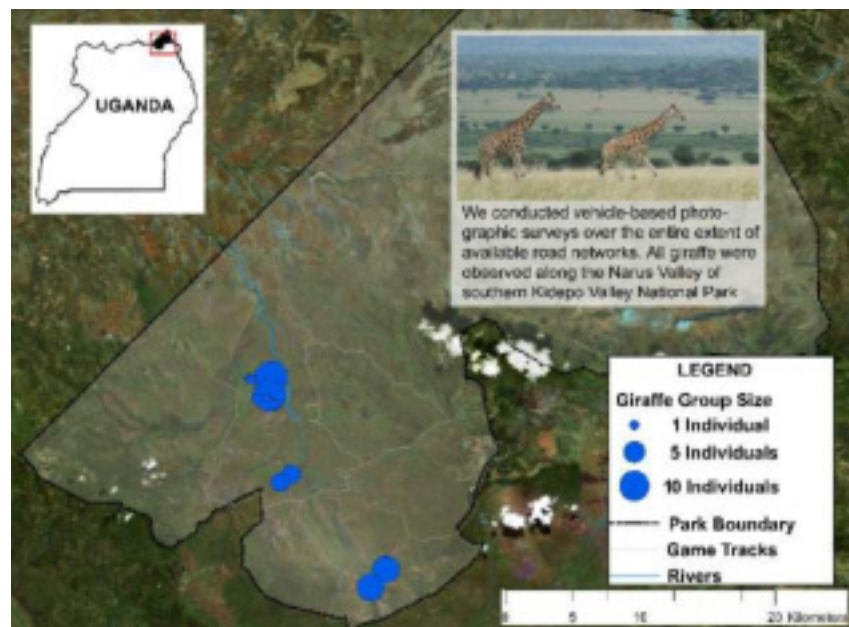 UGANDA
We conducted vehicle-based photo-
graphic surveys over the entire extent of
available road networks. All giraffe were
observed along the Narus Valley of
southern Kidepo Valley National Park
LEGEND
Giraffe Group Size
1 Individual
5 Individuals
10 Individuals
Park Boundary
Game Tracks
Rivers
0 5 10 20 Kilometers